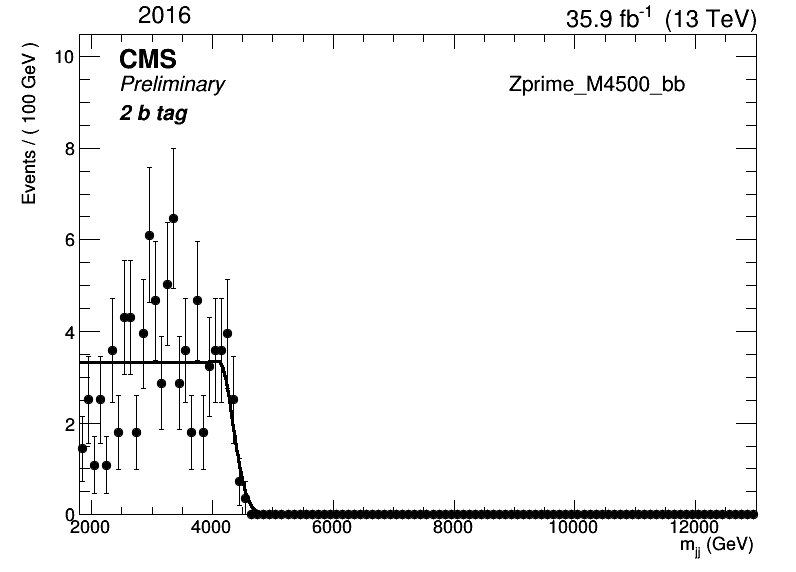 2016
35.9 fb-1 (13 TeV)
CMS
Preliminary
2 b tag
Zprime_M4500_bb
Events / ( 100 GeV )
10
8
6
4
2
0
2000 4000 6000 8000 10000 12000
mjj (GeV)